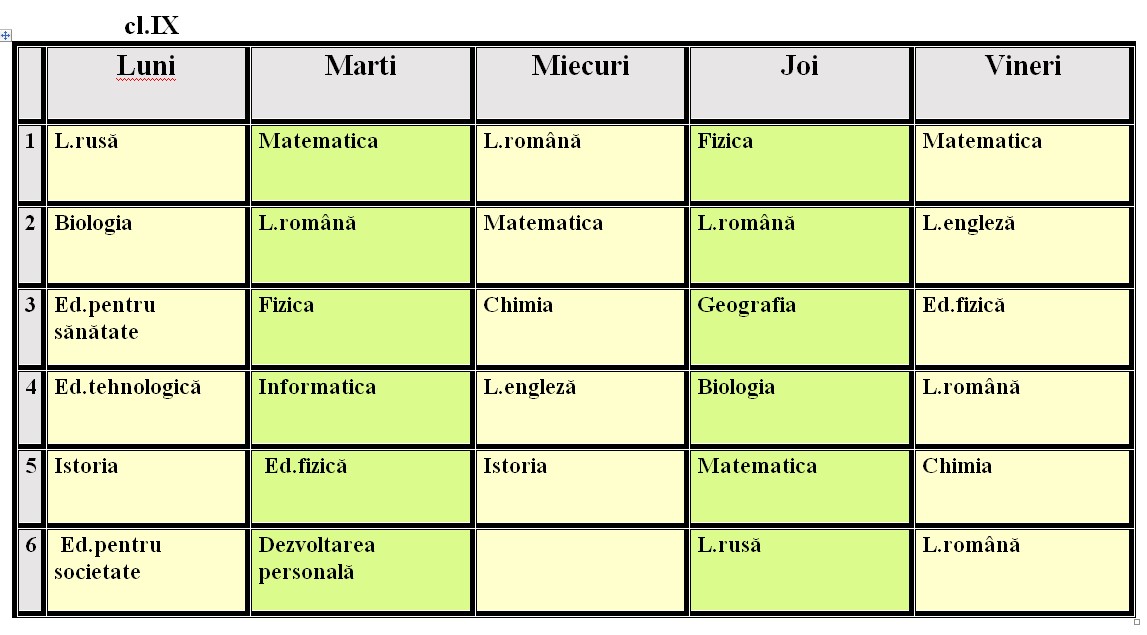 cl.IX
Luni Marti Miecuri Joi Vineri
1 L.rusă Matematica L.română Fizica Matematica
2 Biologia L.română Matematica L.română L.engleză
3 Ed.pentru sănătate Fizica Chimia Geografia Ed.fizică
4 Ed.tehnologică Informatica L.engleză Biologia L.română
5 Istoria Ed.fizică Istoria Matematica Chimia
6 Ed.pentru societate Dezvoltarea personală L.rusă L.română